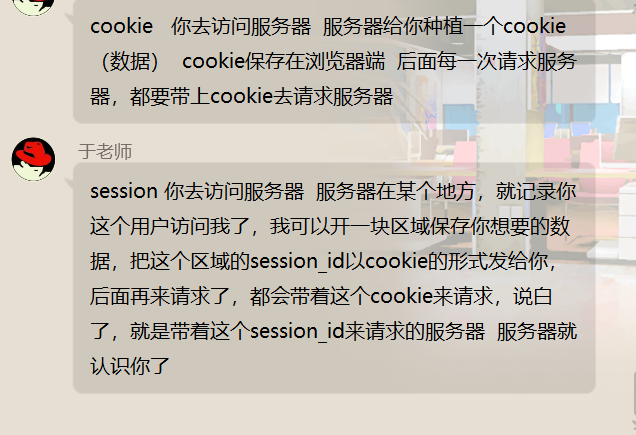 cookie 你去访问服务器 服务器给你种植一个cookie
（数据） cookie保存在浏览器端 后面每一次请求服务
器，都要带上cookie去请求服务器
于老师
session 你去访问服务器 服务器在某个地方，就记录你
这个用户访问我了，我可以开一块区域保存你想要的数
据，把这个区域的session_id以cookie的形式发给你，
后面再来请求了，都会带着这个cookie来请求，说白
了，就是带着这个session_id来请求的服务器 服务器就
认识你了